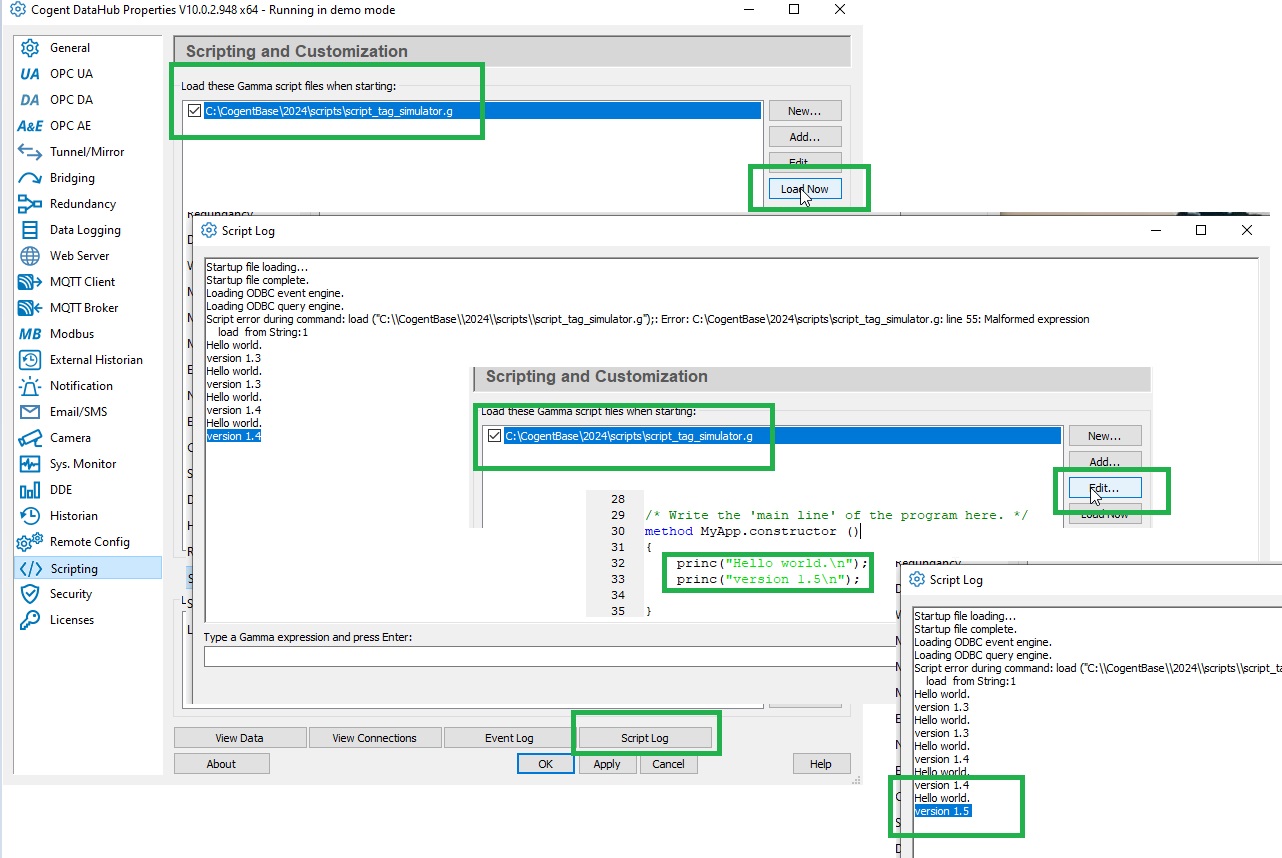 Cogent DataHub Properties V10.0.2.948 x64 - Running in demo mode
General
OPC UA
OPC DA
OPC AE
Tunnel/Mirror
Bridging
Redundancy
Data Logging
Web Server
MQTT Client
MQTT Broker
Modbus
External Historian
Notification
Email/SMS
Camera
Sys. Monitor
DDE
Historian
Remote Config
Scripting
Security
Licenses
UA
DA
A&E
MB
Scripting and Customization
Load these Gamma script files when starting:
C:\CogentBase\2024\scripts\script_tag_simulator.g
New...
Add...
Edit...
Load Now
Redundancy
Script Log
Startup file loading...
Startup file complete.
Loading ODBC event engine.
Loading ODBC query engine.
Script error during command: load ("C:\\CogentBase\\2024\\scripts\\script_tag_simulator.g");: Error: C:\CogentBase\2024\scripts\script_tag_simulator.g: line 55: Malformed expression
load from String:1
Hello world.
version 1.3
Hello world.
version 1.3
Hello world.
version 1.4
Hello world.
version 1.4
Scripting and Customization
Load these Gamma script files when starting:
C:\CogentBase\2024\scripts\script_tag_simulator.g
New...
Add...
Edit...
Load Now
28
29 /* Write the 'main line' of the program here. */
30 method MyApp.constructor ()
31 {
32 princ("Hello world.\n");
33 princ("version 1.5\n");
34
35 }
Type a Gamma expression and press Enter:
Redundancy
Script Log
Startup file loading...
Startup file complete.
Loading ODBC event engine.
Loading ODBC query engine.
Script error during command: load ("C:\\CogentBase\\2024\\scripts\\script_ta
load from String:1
Hello world.
version 1.3
Hello world.
version 1.3
Hello world.
version 1.4
Hello world.
version 1.4
Hello world.
version 1.5
View Data
View Connections
Event Log
Script Log
About
OK
Apply
Cancel
Help